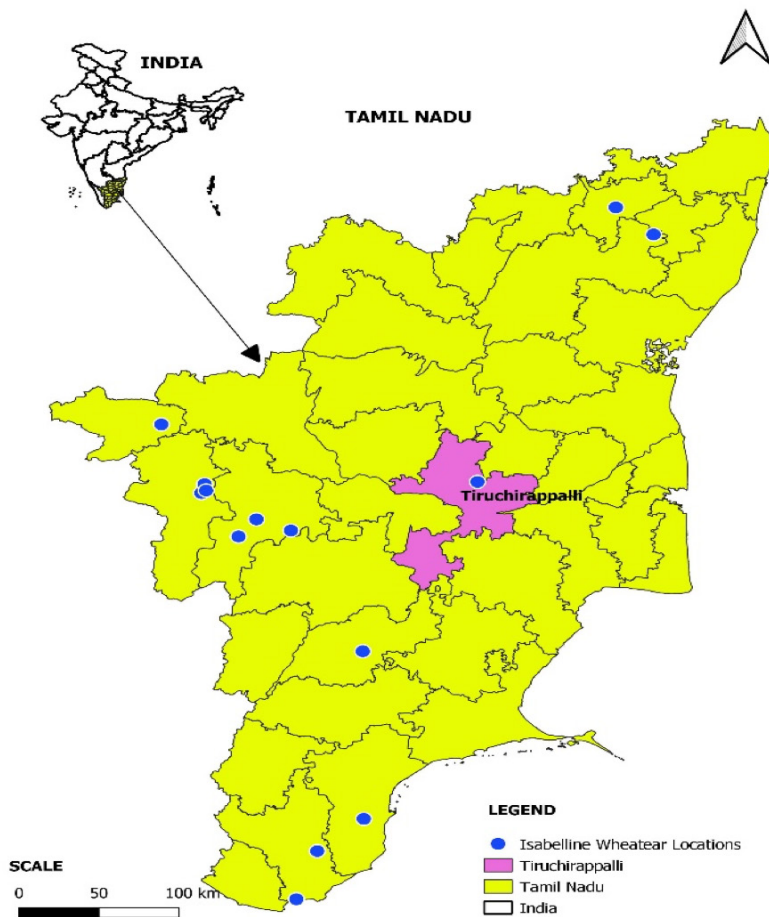 INDIA
TAMIL NADU
Tiruchirappalli
LEGEND
Isabelline Wheatear Locations
Tiruchirappalli
Tamil Nadu
India
SCALE
0 50 100 km